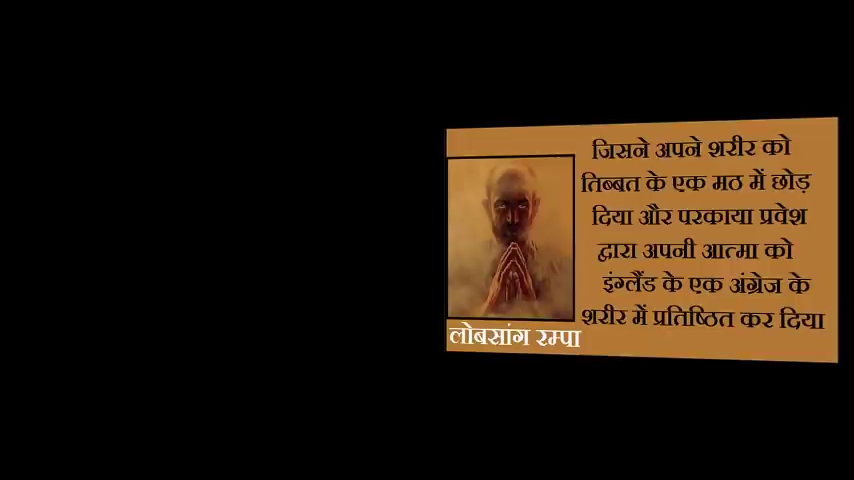 जिसने अपने शरीर को
तिब्बत के एक मठ में छोड़
दिया और परकाया प्रवेश
द्वारा अपनी आत्मा को
इंग्लैंड के एक अंग्रेज के
शरीर में प्रतिष्ठित कर दिया
लोबसांग रम्पा